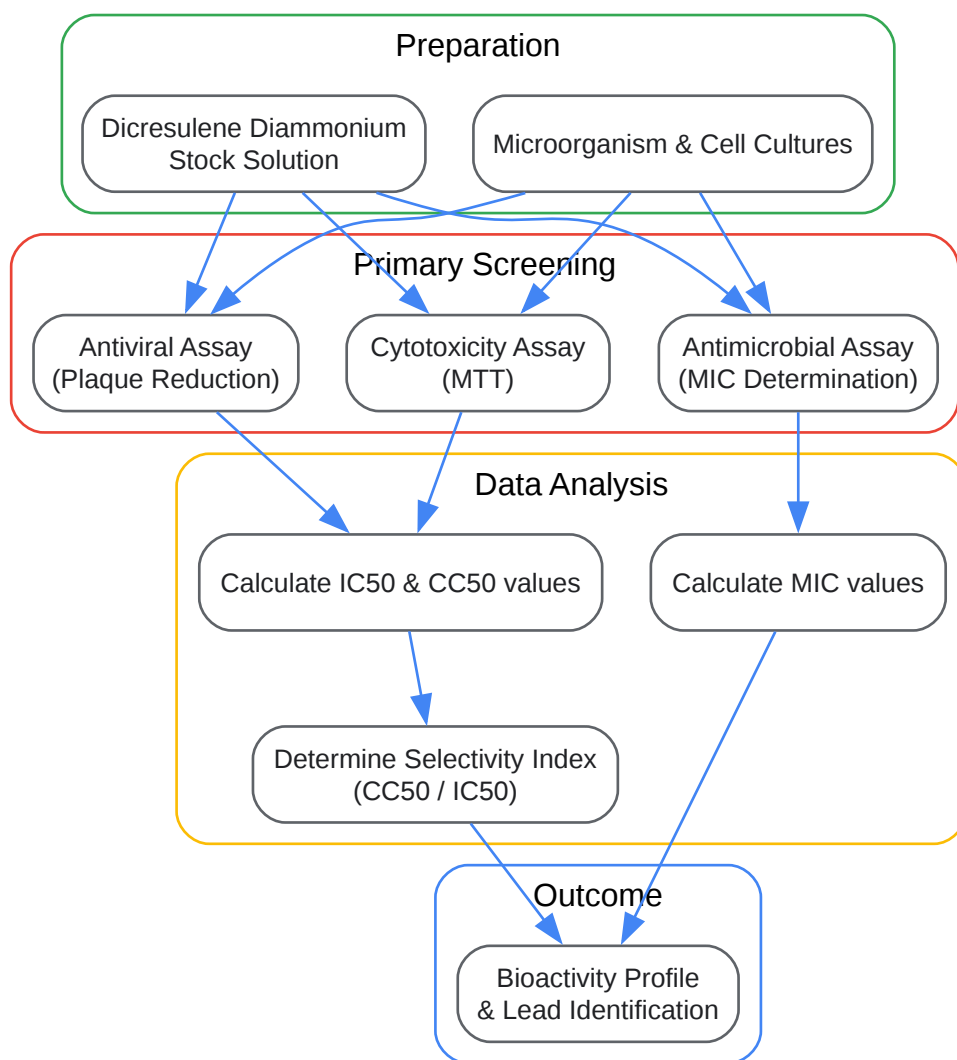 Preparation
Dicresulene Diammonium
Stock Solution
Microorganism & Cell Cultures
Primary Screening
Antiviral Assay
(Plaque Reduction)
Cytotoxicity Assay
(MTT)
Antimicrobial Assay
(MIC Determination)
Data Analysis
Calculate IC50 & CC50 values
Calculate MIC values
Determine Selectivity Index
(CC50 / IC50)
Outcome
Bioactivity Profile
& Lead Identification